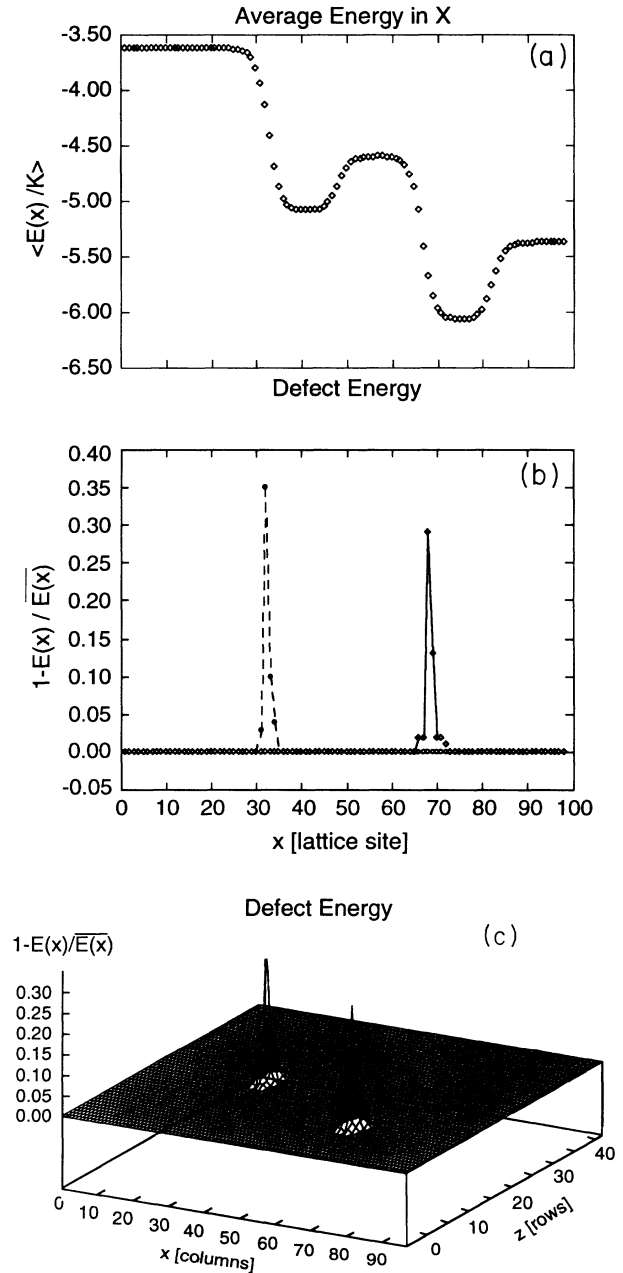 Average Energy in X
(a)
-3.50
-4.00
-4.50
-5.00
-5.50
-6.00
-6.50
<E(x) /K>
Defect Energy
(b)
0.40
0.35
0.30
0.25
0.20
0.15
0.10
0.05
0.00
-0.05
1-E(x) / E(x)
0 10 20 30 40 50 60 70 80 90 100
x [lattice site]
Defect Energy
(c)
1-E(x)/E(x)
0.30
0.25
0.20
0.15
0.10
0.05
0.00
0 10 20 30 40 50 60 70 80 90
x [columns]
0 10 20 30 40
z [rows]